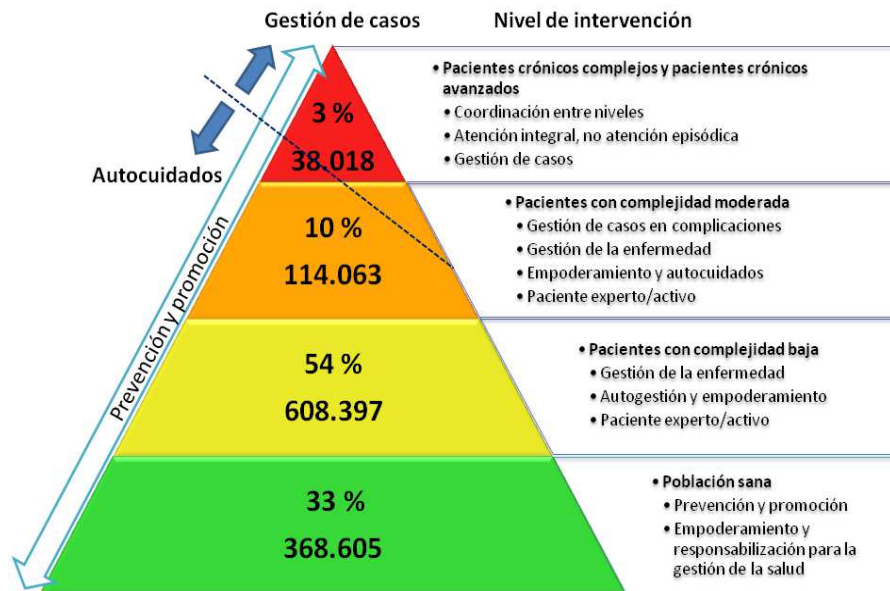 Gestión de casos
Nivel de intervención
Autocuidados
Prevención y promoción
3 %
38.018
• Pacientes crónicos complejos y pacientes crónicos
avanzados
• Coordinación entre niveles
• Atención integral, no atención episódica
• Gestión de casos
10 %
114.063
• Pacientes con complejidad moderada
• Gestión de casos en complicaciones
• Gestión de la enfermedad
• Empoderamiento y autocuidados
• Paciente experto/activo
54 %
608.397
• Pacientes con complejidad baja
• Gestión de la enfermedad
• Autogestión y empoderamiento
• Paciente experto/activo
33 %
368.605
• Población sana
• Prevención y promoción
• Empoderamiento y
responsabilización para la
gestión de la salud